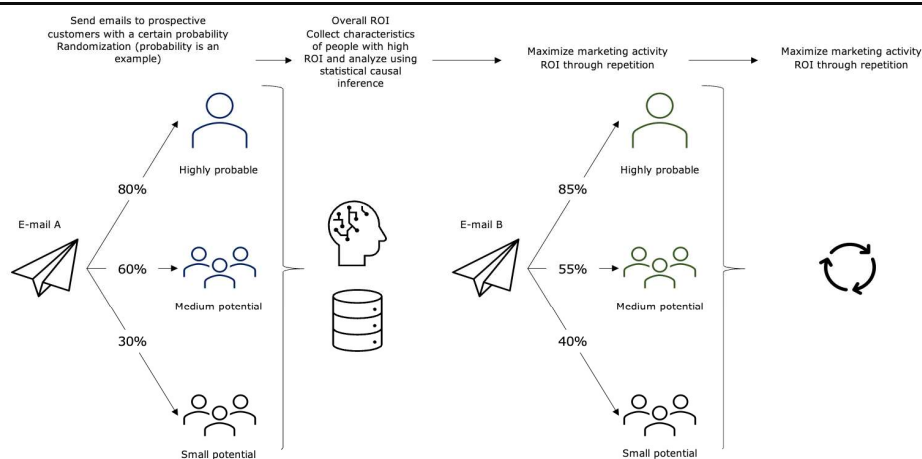 Send emails to prospective
customers with a certain probability
Randomization (probability is an
example)
Overall ROI
Collect characteristics
of people with high
ROI and analyze using
statistical causal
inference
Maximize marketing activity
ROI through repetition
Maximize marketing activity
ROI through repetition
E-mail A
80%
60%
30%
Highly probable
Medium potential
Small potential
E-mail B
85%
55%
40%
Highly probable
Medium potential
Small potential